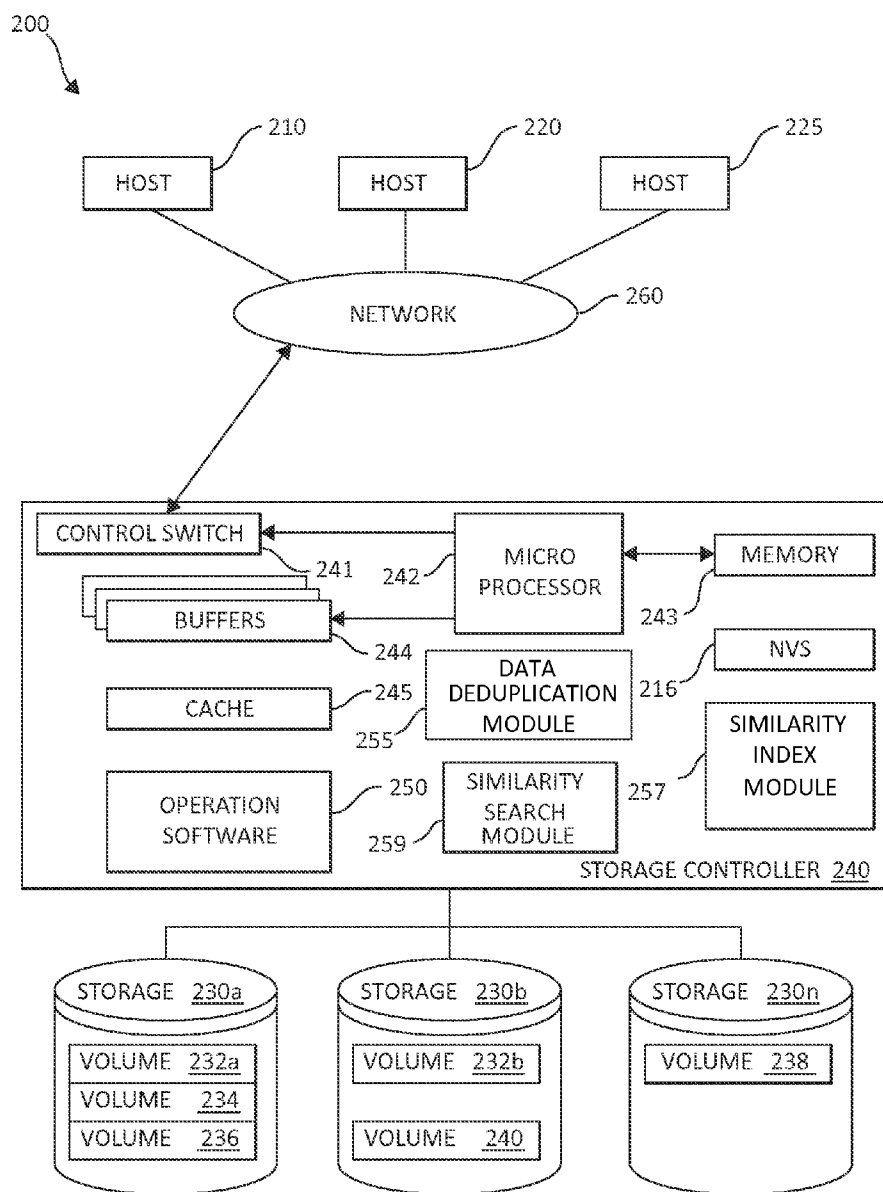 200
210
220
225
HOST
HOST
HOST
NETWORK
260
CONTROL SWITCH
241
242
MICRO
PROCESSOR
MEMORY
243
BUFFERS
244
NVS
216
CACHE
245
DATA
DEDUPLICATION
MODULE
255
SIMILARITY
INDEX
MODULE
257
OPERATION
SOFTWARE
250
SIMILARITY
SEARCH
MODULE
259
STORAGE CONTROLLER 240
STORAGE 230a
STORAGE 230b
STORAGE 230n
VOLUME 232a
VOLUME 234
VOLUME 236
VOLUME 232b
VOLUME 240
VOLUME 238